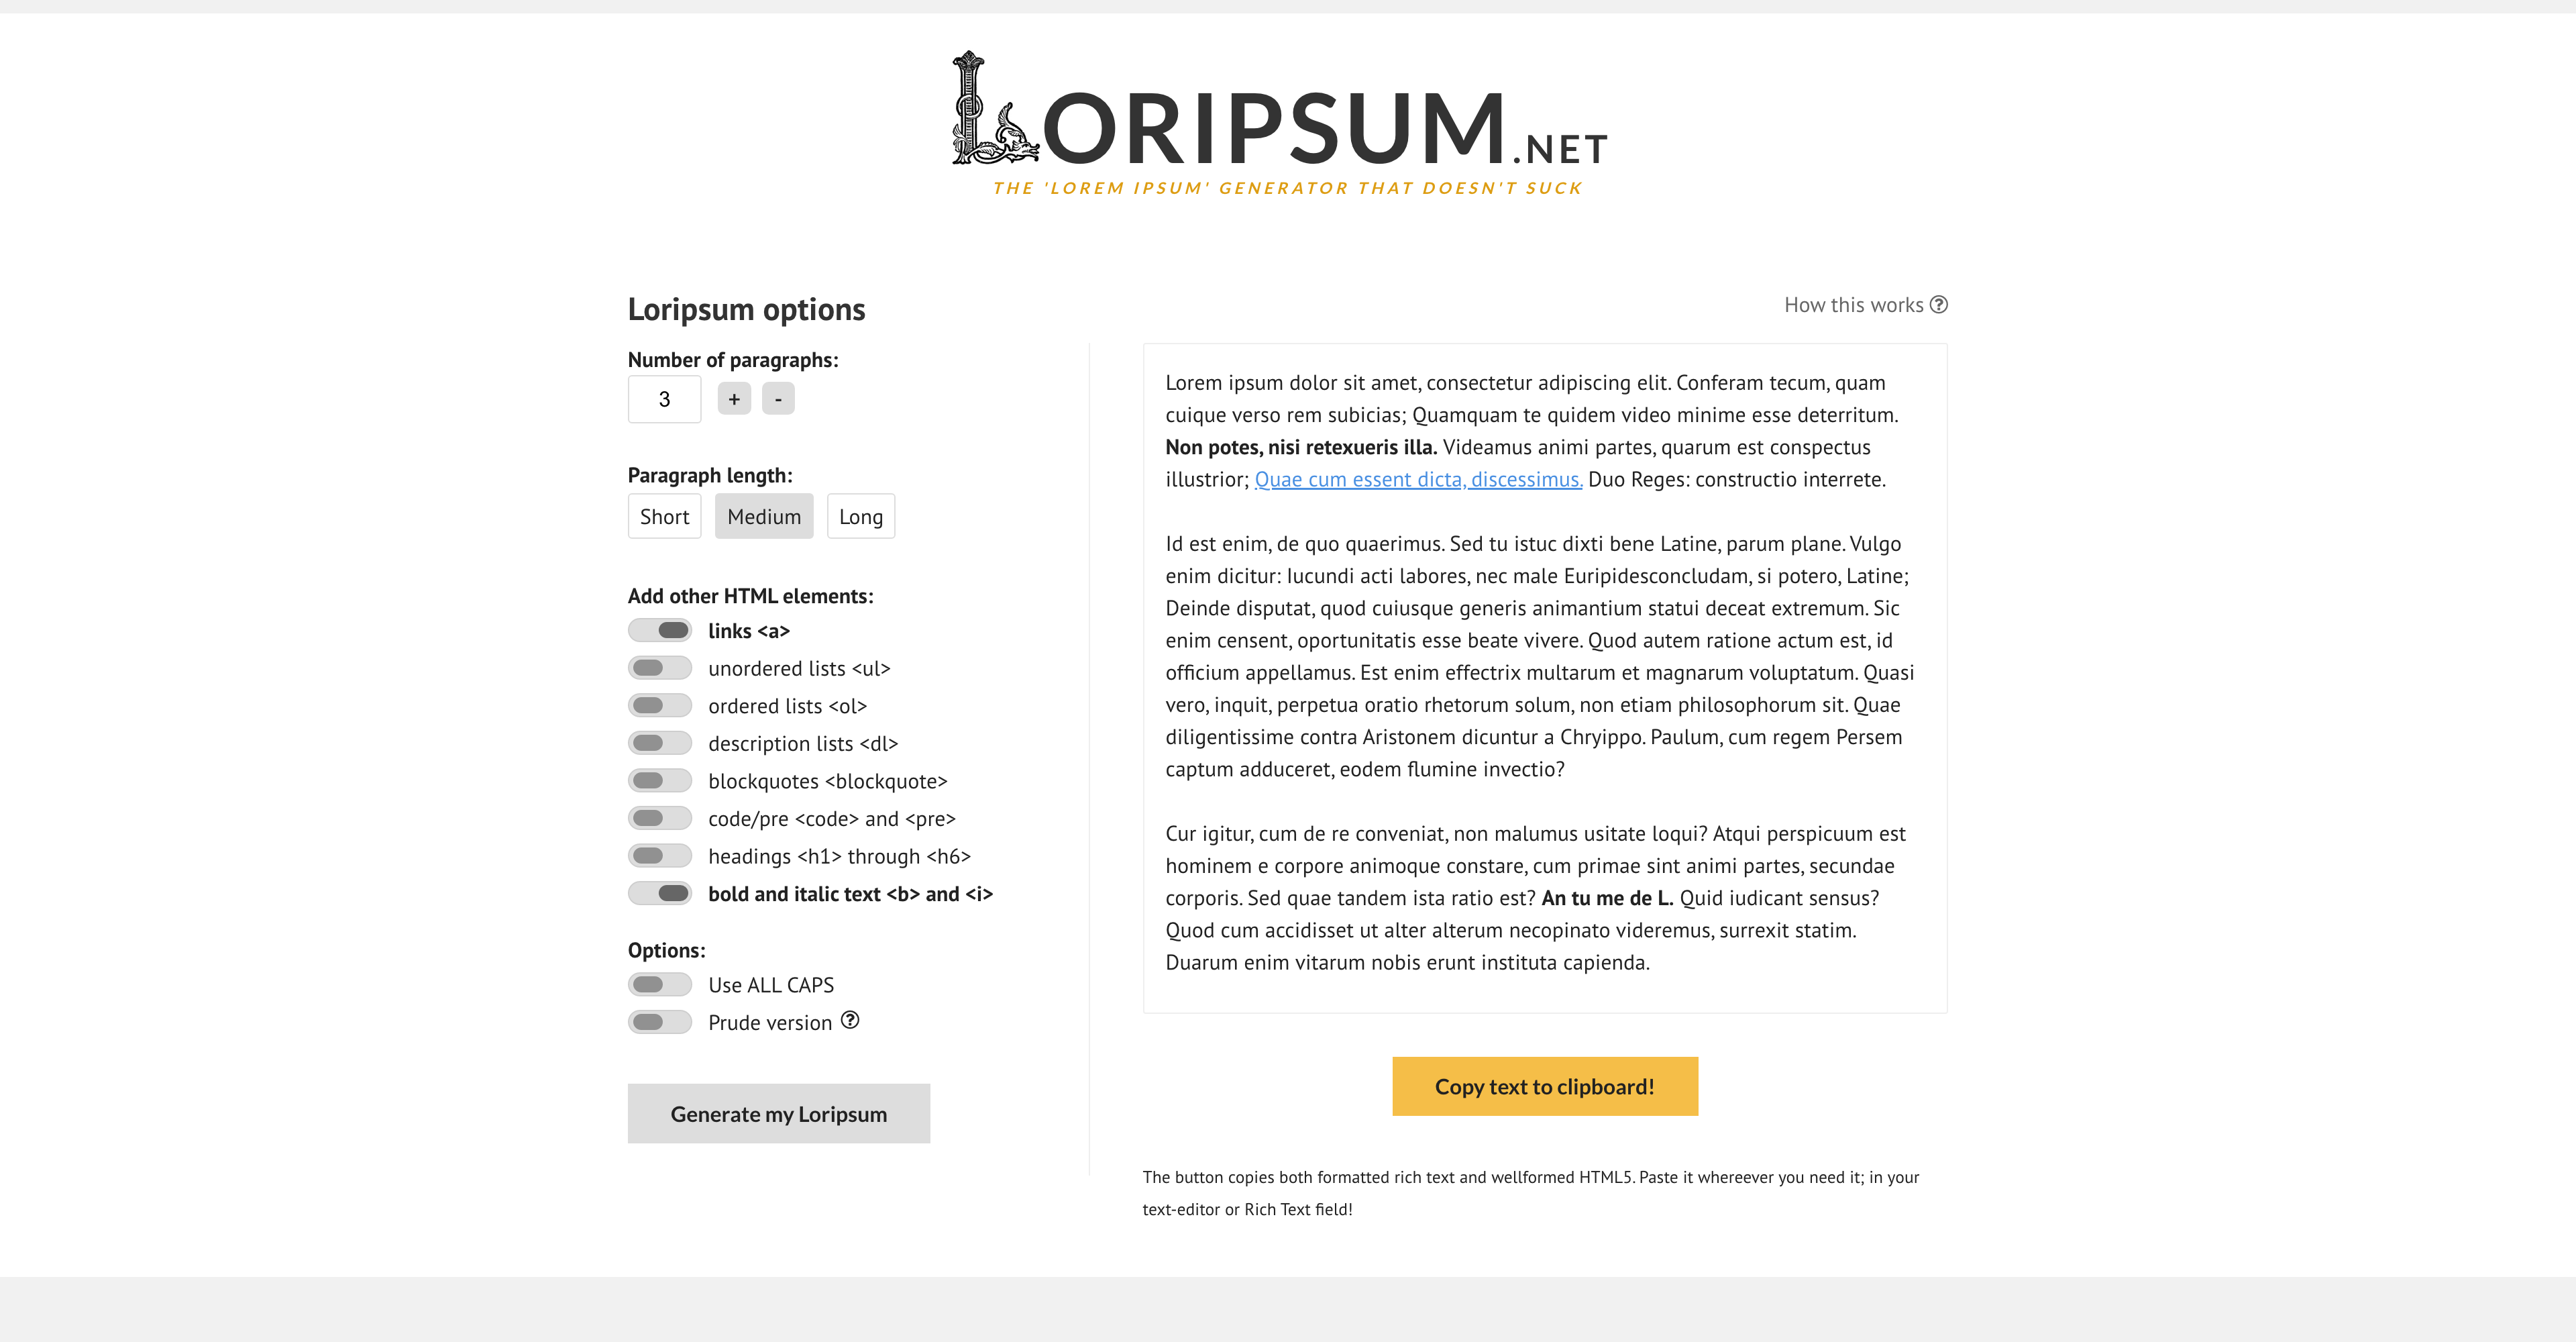 LORIPSUM.NET
THE 'LOREM IPSUM' GENERATOR THAT DOESN'T SUCK
Loripsum options
How this works ?
Number of paragraphs:
3 + -
Paragraph length:
Short Medium Long
Add other HTML elements:
links <a>
unordered lists <ul>
ordered lists <ol>
description lists <dl>
blockquotes <blockquote>
code/pre <code> and <pre>
headings <h1> through <h6>
bold and italic text <b> and <i>
Options:
Use ALL CAPS
Prude version ?
Generate my Loripsum
Lorem ipsum dolor sit amet, consectetur adipiscing elit. Conferam tecum, quam
cuique verso rem subicias; Quamquam te quidem video minime esse deterritum.
Non potes, nisi retexueris illa. Videamus animi partes, quarum est conspectus
illustrior; Quae cum essent dicta, discessimus. Duo Reges: constructio interrete.
Id est enim, de quo quaerimus. Sed tu istuc dixti bene Latine, parum plane. Vulgo
enim dicitur: Iucundi acti labores, nec male Euripidesconcludam, si potero, Latine;
Deinde disputat, quod cuiusque generis animantium statui deceat extremum. Sic
enim censent, oportunitatis esse beate vivere. Quod autem ratione actum est, id
officium appellamus. Est enim effectrix multarum et magnarum voluptatum. Quasi
vero, inquit, perpetua oratio rhetorum solum, non etiam philosophorum sit. Quae
diligentissime contra Aristonem dicuntur a Chryippo. Paulum, cum regem Persem
captum adduceret, eodem flumine invectio?
Cur igitur, cum de re conveniat, non malumus usitate loqui? Atqui perspicuum est
hominem e corpore animoque constare, cum primae sint animi partes, secundae
corporis. Sed quae tandem ista ratio est? An tu me de L. Quid iudicant sensus?
Quod cum accidisset ut alter alterum necopinato videremus, surrexit statim.
Duarum enim vitarum nobis erunt instituta capienda.
Copy text to clipboard!
The button copies both formatted rich text and wellformed HTML5. Paste it whereever you need it; in your
text-editor or Rich Text field!